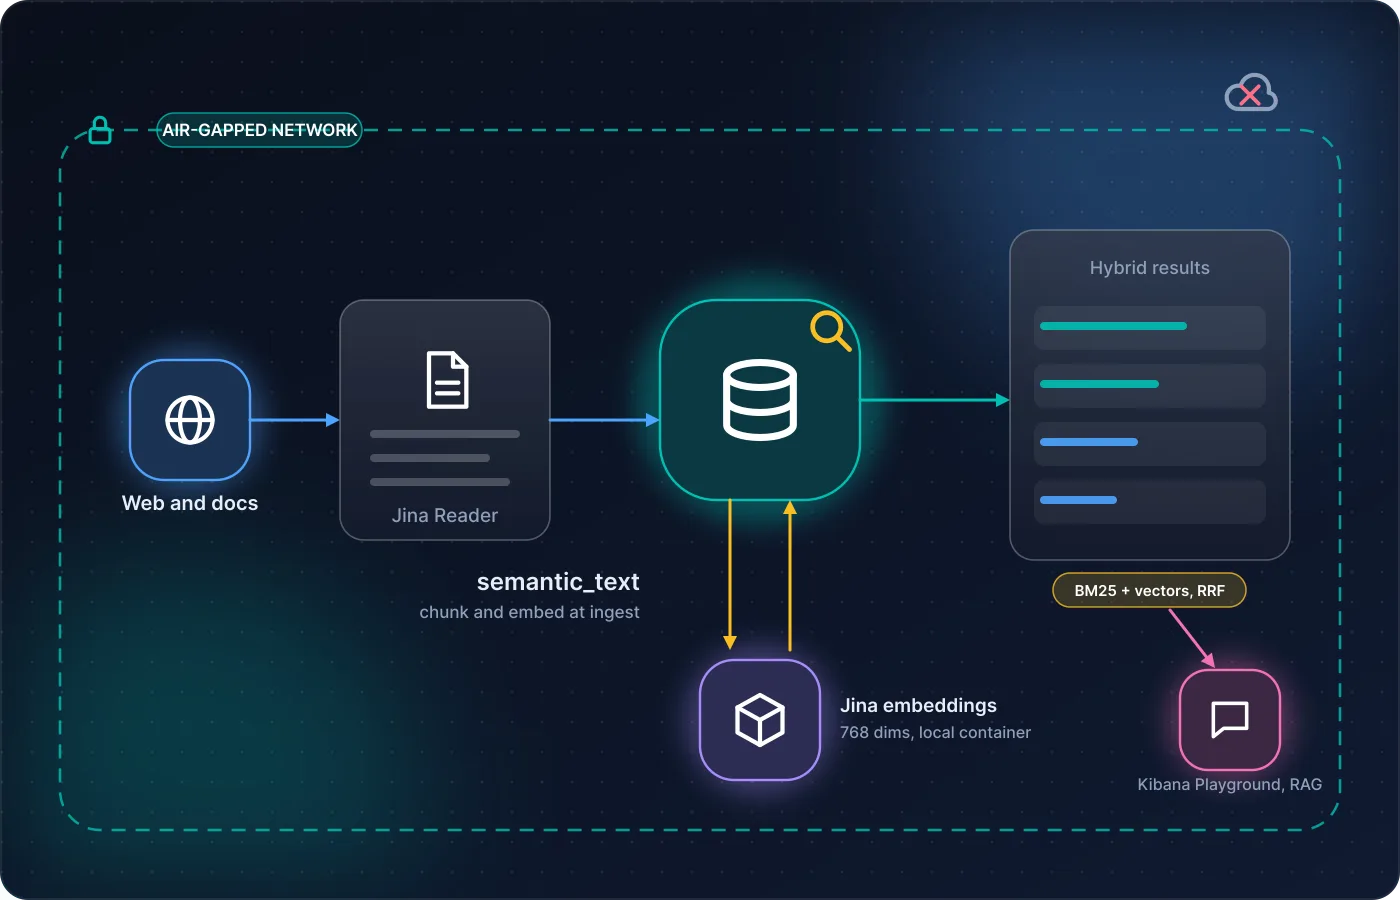 AIR-GAPPED NETWORK
Hybrid results
Web and docs
Jina Reader
semantic_text
chunk and embed at ingest
BM25 + vectors, RRF
Jina embeddings
768 dims, local container
Kibana Playground, RAG